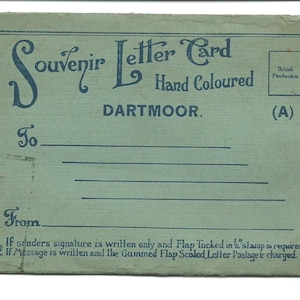 Souvenir Letter Card
Hand Coloured
British
Production
DARTMOOR.
(A)
To
From
If senders signature is written only and Flap Tucked in ½d stamp is required
If Message is written and the Gummed Flap Sealed, Letter Postage is charged.